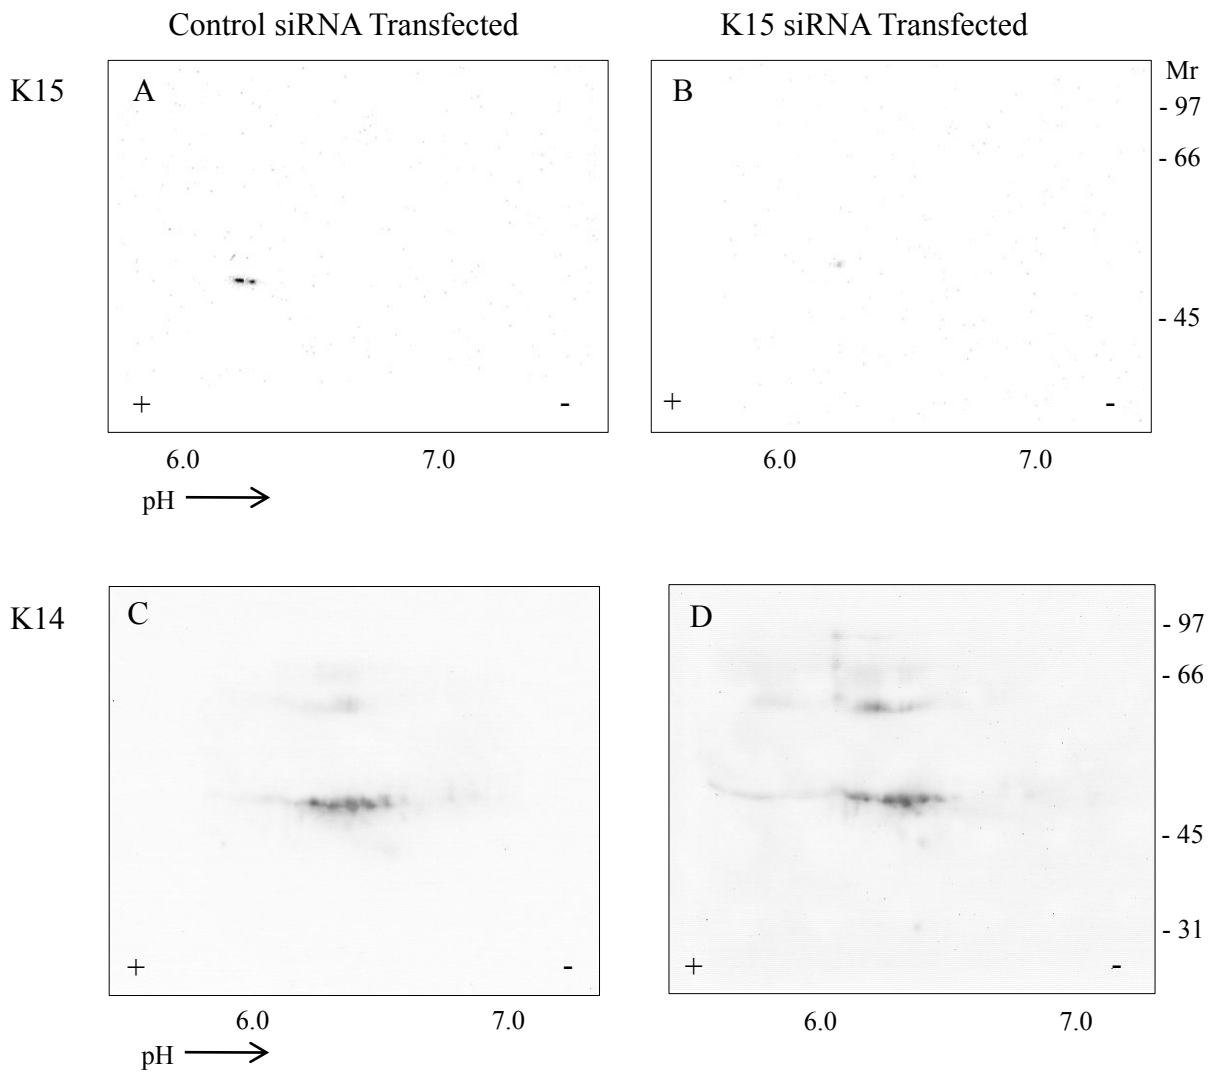 Control siRNA Transfected
K15 siRNA Transfected
K15
A
B
Mr
- 97
- 66
- 45
+
-
+
-
6.0
7.0
6.0
7.0
pH
K14
C
D
- 97
- 66
- 45
- 31
+
-
+
-
6.0
7.0
6.0
7.0
pH